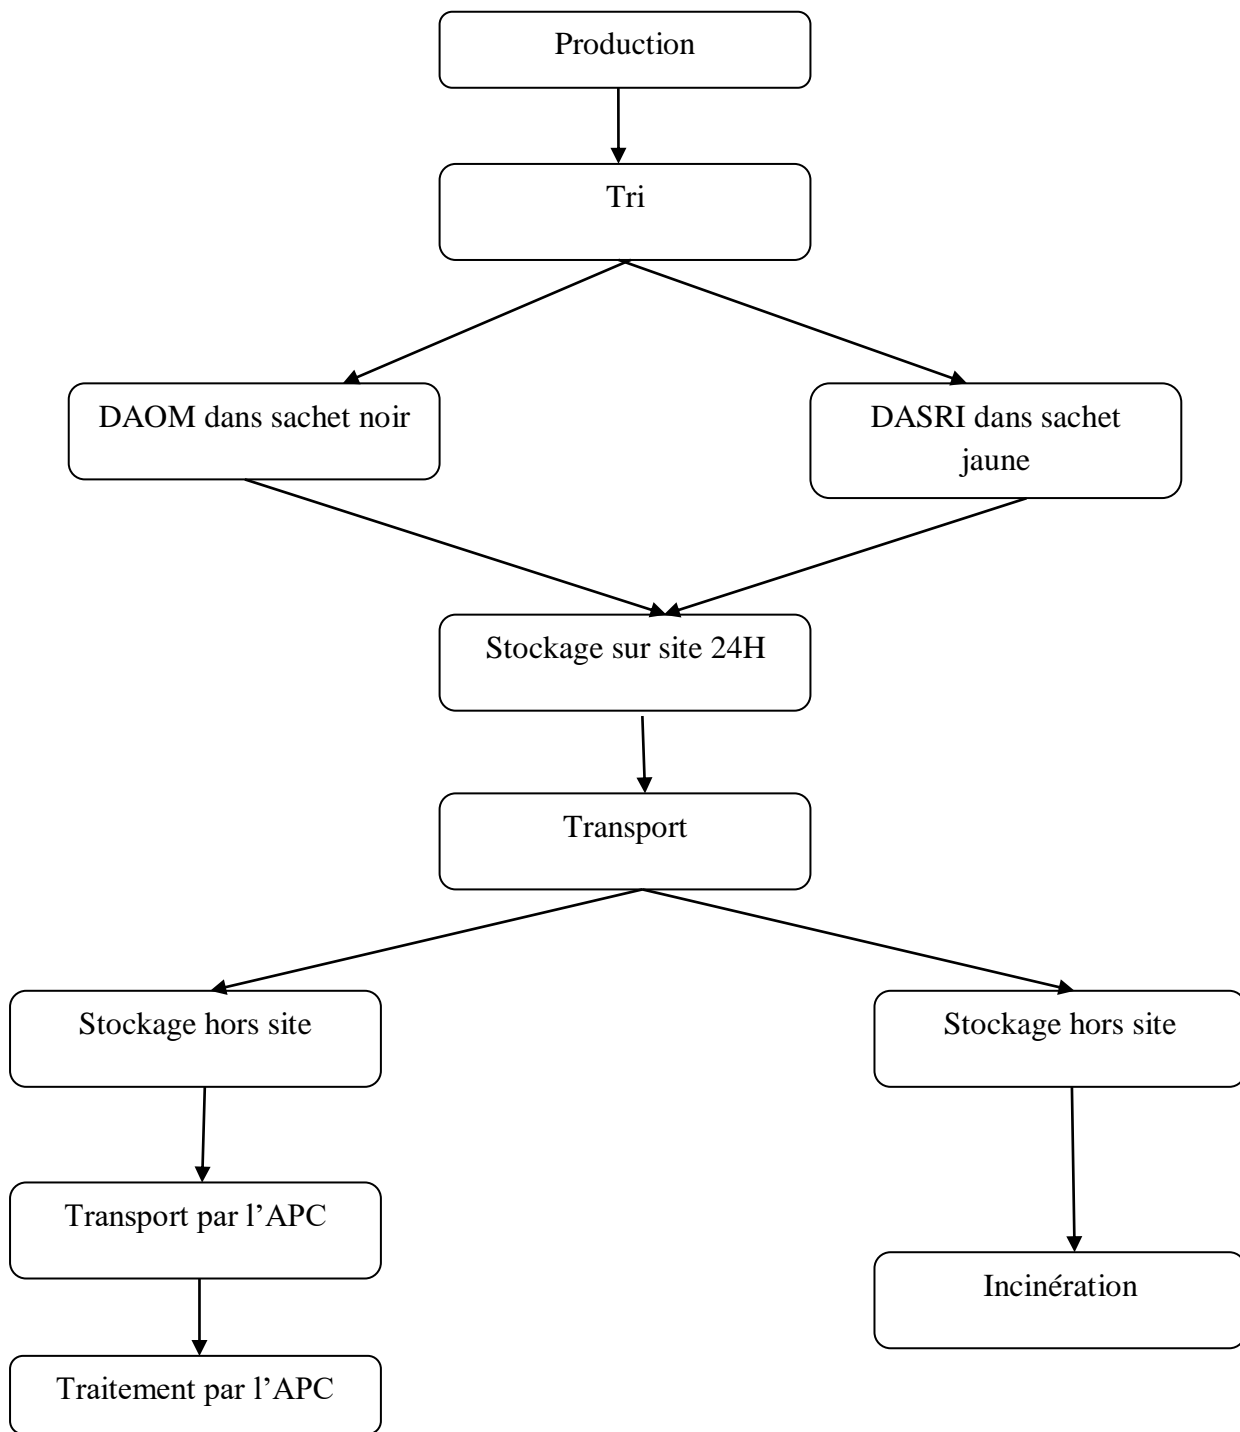 Production
Tri
DAOM dans sachet noir
DASRI dans sachet
jaune
Stockage sur site 24H
Transport
Stockage hors site
Stockage hors site
Transport par l’APC
Incinération
Traitement par l’APC